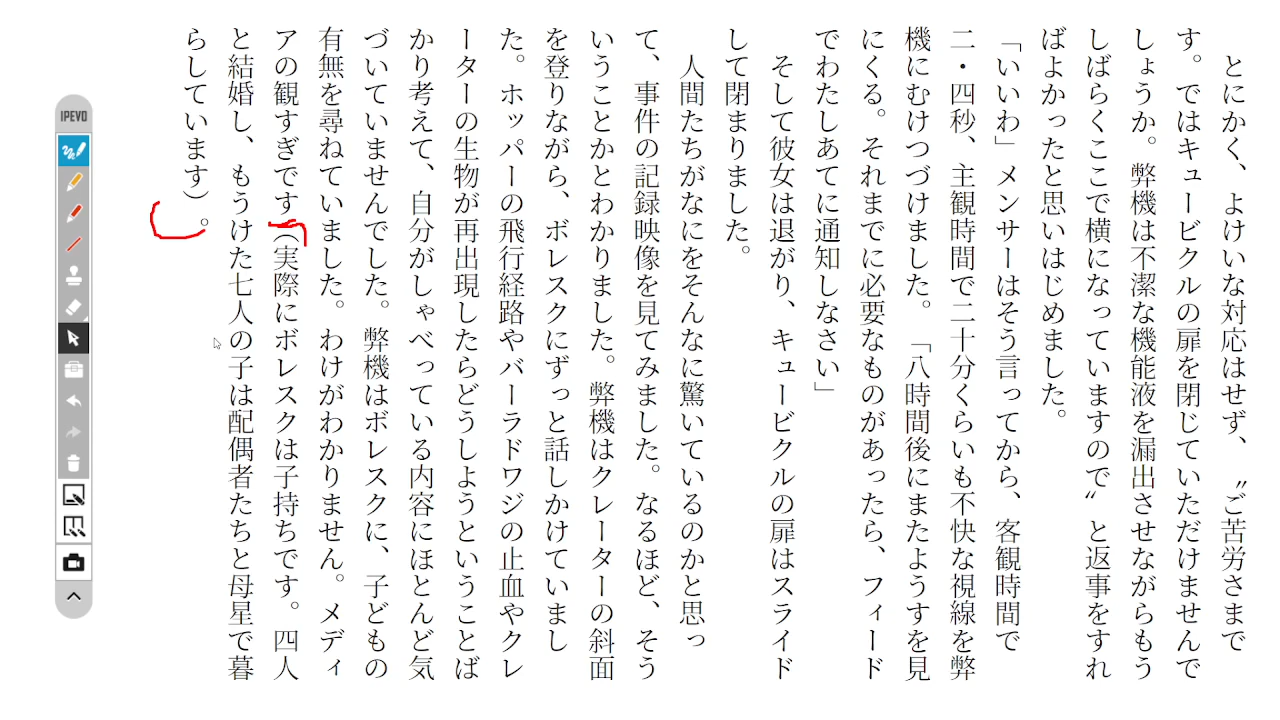 とにかく、よけいな対応はせず、〝ご苦労さまで
す。ではキュービクルの扉を閉じていただけませんで
しょうか。弊機は不潔な機能液を漏出させながらもう
しばらくここで横になっていますので〟と返事をすれ
ばよかったと思いはじめました。
「いいわ」メンサーはそう言ってから、客観時間で
二・四秒、主観時間で二十分くらいも不快な視線を弊
機にむけつづけました。「八時間後にまたようすを見
にくる。それまでに必要なものがあったら、フィード
でわたしあてに通知しなさい」
そして彼女は退がり、キュービクルの扉はスライド
して閉まりました。
人間たちがなにをそんなに驚いているのかと思っ
て、事件の記録映像を見てみました。なるほど、そう
いうことかとわかりました。弊機はクレーターの斜面
を登りながら、ボレスクにずっと話しかけていまし
た。ホッパーの飛行経路やバーラドワジの止血やクレ
ーターの生物が再出現したらどうしようということば
かり考えて、自分がしゃべっている内容にほとんど気
づいていませんでした。弊機はボレスクに、子どもの
有無を尋ねていました。わけがわかりません。メディ
アの観すぎです（実際にボレスクは子持ちです。四人
と結婚し、もうけた七人の子は配偶者たちと母星で暮
らしています）。
IPEVO